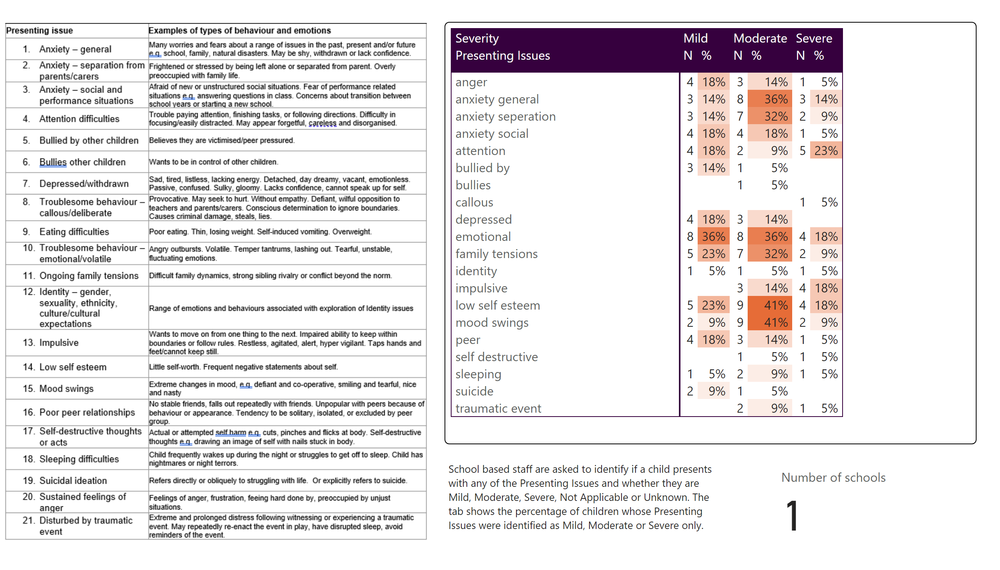 Presenting issue Examples of types of behaviour and emotions
1. Anxiety – general
Many worries and fears about a range of issues in the past, present and/or future
e.g. school, family, natural disasters. May be shy, withdrawn or lack confidence.
2. Anxiety – separation from
parents/carers
Frightened or stressed by being left alone or separated from parent. Overly
preoccupied with family life.
3. Anxiety – social and
performance situations
Afraid of new or unstructured social situations. Fear of performance related
situations e.g. answering questions in class. Concerns about transition between
school years or starting a new school.
4. Attention difficulties
Trouble paying attention, finishing tasks, or following directions. Difficulty in
focusing/easily distracted. May appear forgetful, careless and disorganised.
5. Bullied by other children
Believes they are victimised/peer pressured.
6. Bullies other children
Wants to be in control of other children.
7. Depressed/withdrawn
Sad, tired, listless, lacking energy. Detached, day dreamy, vacant, emotionless.
Passive, confused. Sulky, gloomy. Lacks confidence, cannot speak up for self.
8. Troublesome behaviour –
callous/deliberate
Provocative. May seek to hurt. Without empathy. Defiant, wilful opposition to
teachers and parents/carers. Conscious determination to ignore boundaries.
Causes criminal damage, steals, lies.
9. Eating difficulties
Poor eating. Thin, losing weight. Self-induced vomiting. Overweight.
10. Troublesome behaviour –
emotional/volatile
Angry outbursts. Volatile. Temper tantrums, lashing out. Tearful, unstable,
fluctuating emotions.
11. Ongoing family tensions
Difficult family dynamics, strong sibling rivalry or conflict beyond the norm.
12. Identity – gender,
sexuality, ethnicity,
culture/cultural
expectations
Range of emotions and behaviours associated with exploration of Identity issues
13. Impulsive
Wants to move on from one thing to the next. Impaired ability to keep within
boundaries or follow rules. Restless, agitated, alert, hyper vigilant. Taps hands and
feet/cannot keep still.
14. Low self esteem
Little self-worth. Frequent negative statements about self.
15. Mood swings
Extreme changes in mood, e.g. defiant and co-operative, smiling and tearful, nice
and nasty
16. Poor peer relationships
No stable friends, falls out repeatedly with friends. Unpopular with peers because of
behaviour or appearance. Tendency to be solitary, isolated, or excluded by peer
group.
17. Self-destructive thoughts
or acts
Actual or attempted self harm e.g. cuts, pinches and flicks at body. Self-destructive
thoughts e.g. drawing an image of self with nails stuck in body.
18. Sleeping difficulties
Child frequently wakes up during the night or struggles to get off to sleep. Child has
nightmares or night terrors.
19. Suicidal ideation
Refers directly or obliquely to struggling with life. Or explicitly refers to suicide.
20. Sustained feelings of
anger
Feelings of anger, frustration, feeing hard done by, preoccupied by unjust
situations.
21. Disturbed by traumatic
event
Extreme and prolonged distress following witnessing or experiencing a traumatic
event. May repeatedly re-enact the event in play, have disrupted sleep, avoid
reminders of the event.
Severity Mild Moderate Severe
Presenting Issues N % N % N %
anger 4 18% 3 14% 1 5%
anxiety general 3 14% 8 36% 3 14%
anxiety seperation 3 14% 7 32% 2 9%
anxiety social 4 18% 4 18% 1 5%
attention 4 18% 2 9% 5 23%
bullied by 3 14% 1 5%
bullies 1 5%
callous 1 5%
depressed 4 18% 3 14%
emotional 8 36% 8 36% 4 18%
family tensions 5 23% 7 32% 2 9%
identity 1 5% 1 5% 1 5%
impulsive 3 14% 4 18%
low self esteem 5 23% 9 41% 4 18%
mood swings 2 9% 9 41% 2 9%
peer 4 18% 3 14% 1 5%
self destructive 1 5% 1 5%
sleeping 1 5% 2 9% 1 5%
suicide 2 9% 1 5%
traumatic event 2 9% 1 5%
School based staff are asked to identify if a child presents
with any of the Presenting Issues and whether they are
Mild, Moderate, Severe, Not Applicable or Unknown. The
tab shows the percentage of children whose Presenting
Issues were identified as Mild, Moderate or Severe only.
Number of schools
1